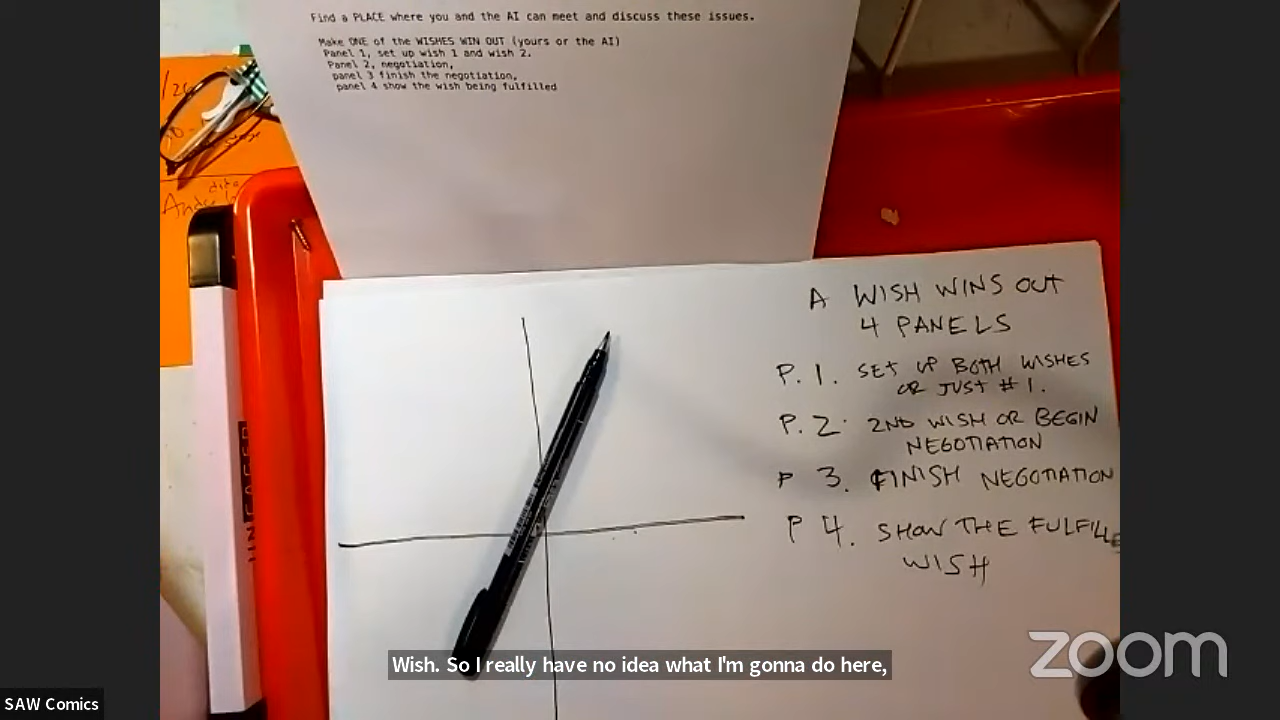 Find a PLACE where you and the AI can meet and discuss these issues.
Make ONE of the WISHES WIN OUT (yours or the AI)
Panel 1, set up wish 1 and wish 2.
Panel 2, negotiation,
panel 3 finish the negotiation,
panel 4 show the wish being fulfilled
A WISH WINS OUT
4 PANELS
P. 1. SET UP BOTH WISHES
OR JUST #1.
P. 2. 2ND WISH OR BEGIN
NEGOTIATION
P 3. FINISH NEGOTIATION
P 4. SHOW THE FULFILLE
WISH
Wish. So I really have no idea what I'm gonna do here,
zoom
SAW Comics